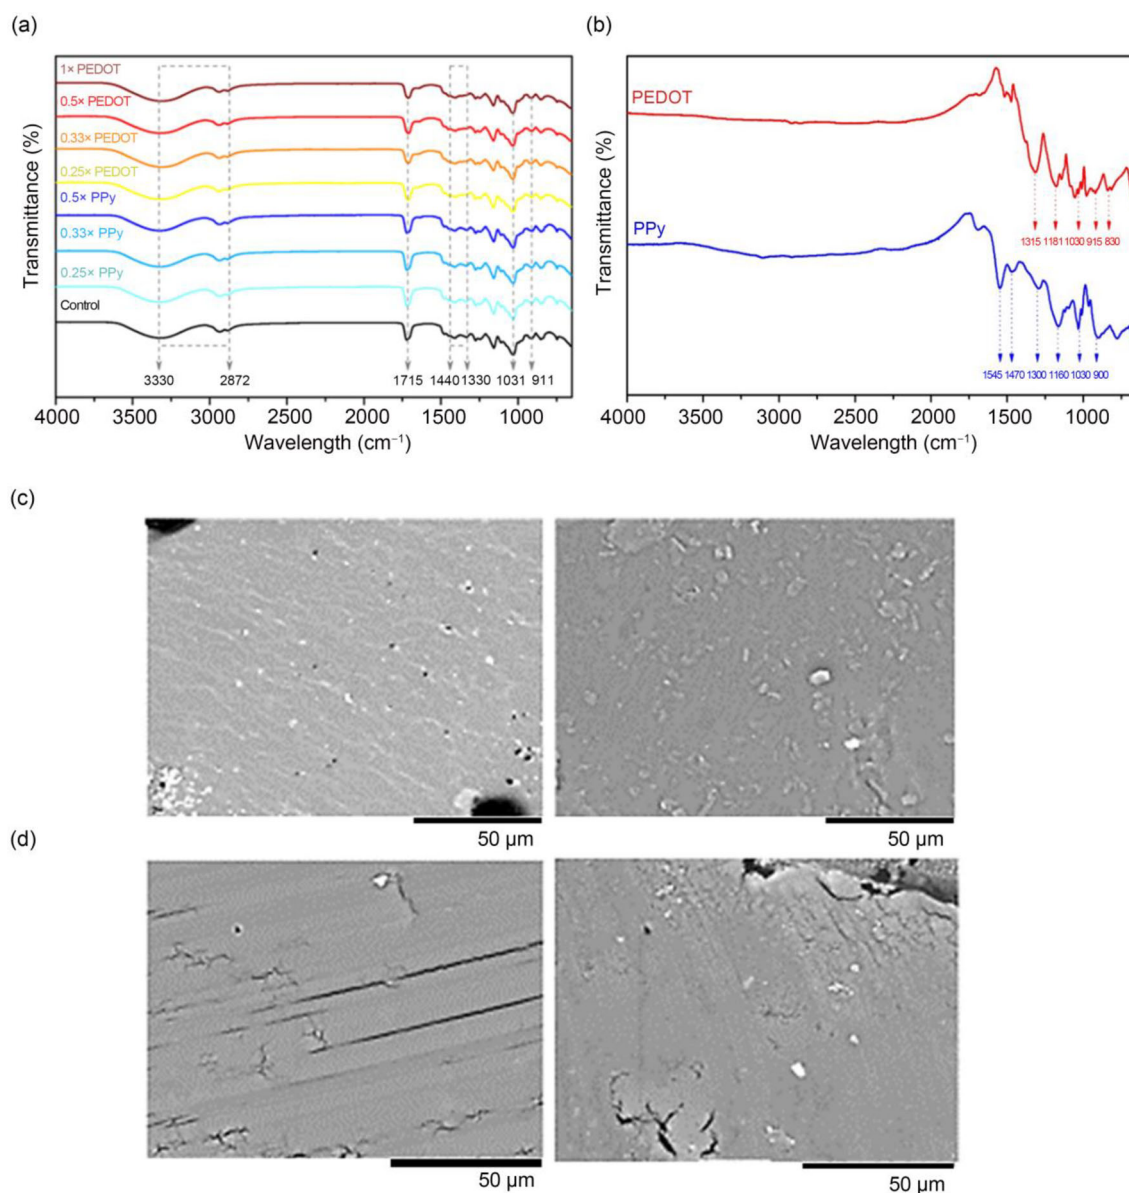 (a)
Transmittance (%)
1× PEDOT
0.5× PEDOT
0.33× PEDOT
0.25× PEDOT
0.5× PPy
0.33× PPy
0.25× PPy
Control
3330 2872 1715 1440 1330 1031 911
4000 3500 3000 2500 2000 1500 1000
Wavelength (cm⁻¹)
(b)
Transmittance (%)
PEDOT
1315 1181 1030 915 830
PPy
1545 1470 1300 1160 1030 900
4000 3500 3000 2500 2000 1500 1000
Wavelength (cm⁻¹)
(c)
50 µm 50 µm
(d)
50 µm 50 µm